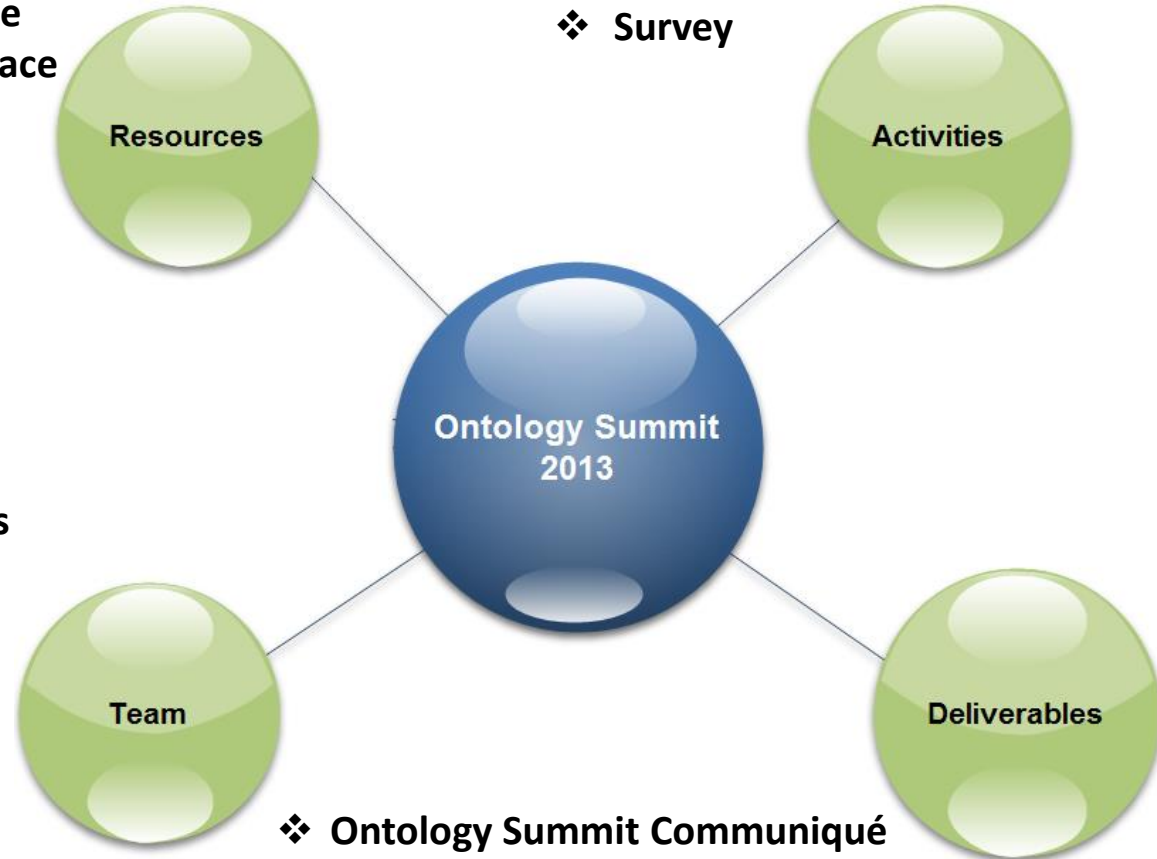 ❖ Survey
Resources
Activities
Ontology Summit
2013
Team
Deliverables
❖ Ontology Summit Communiqué